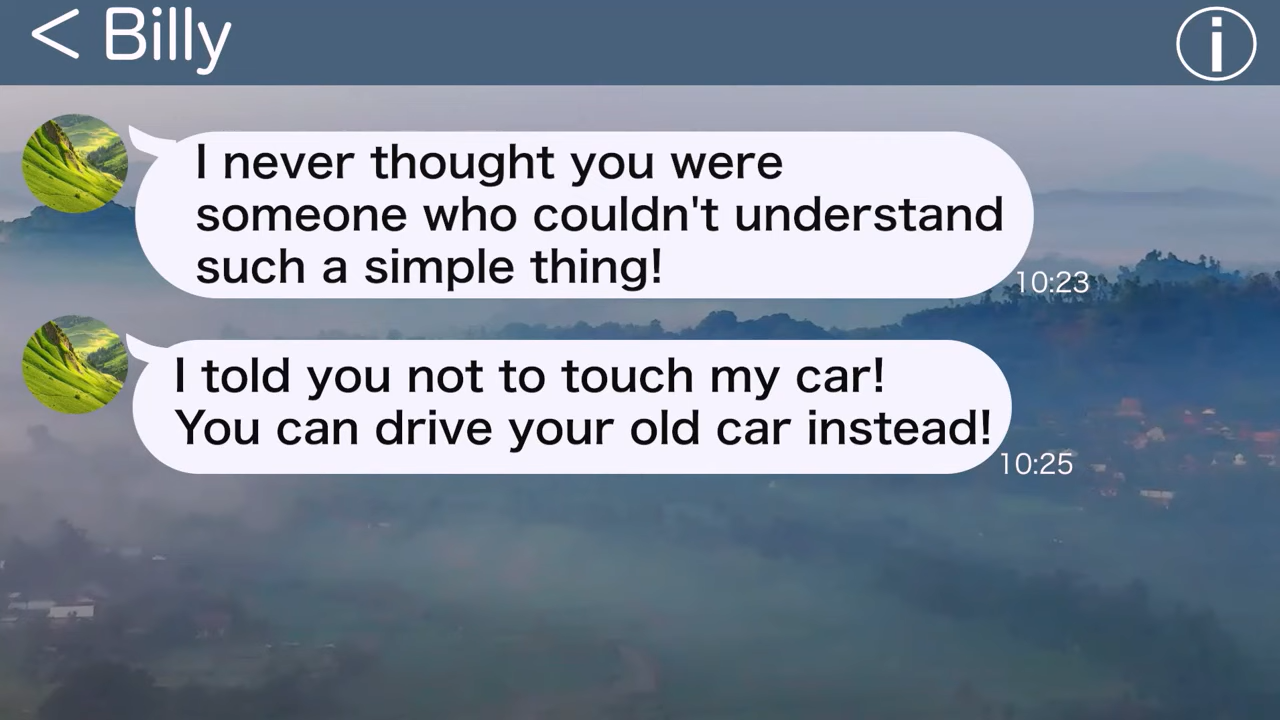 < Billy
i
I never thought you were
someone who couldn't understand
such a simple thing!
10:23
I told you not to touch my car!
You can drive your old car instead!
10:25